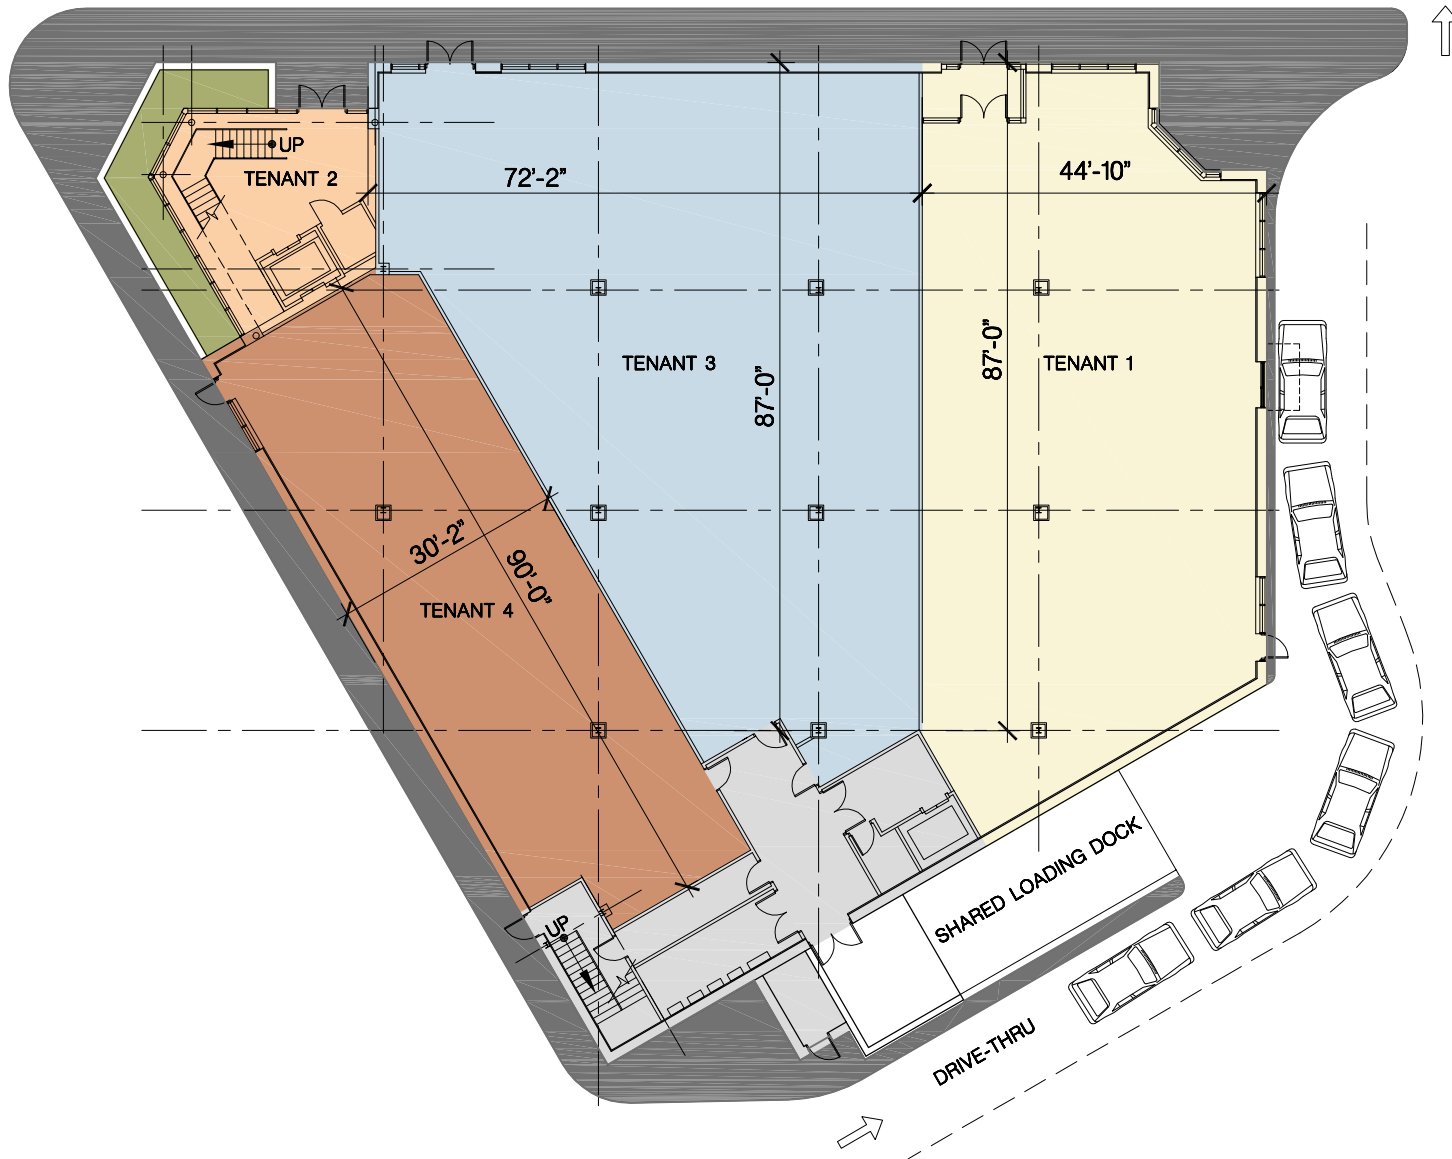 UP
TENANT 2
72'-2"
44'-10"
TENANT 3
87'-0"
87'-0"
TENANT 1
30'-2"
90'-0"
TENANT 4
UP
SHARED LOADING DOCK
DRIVE-THRU